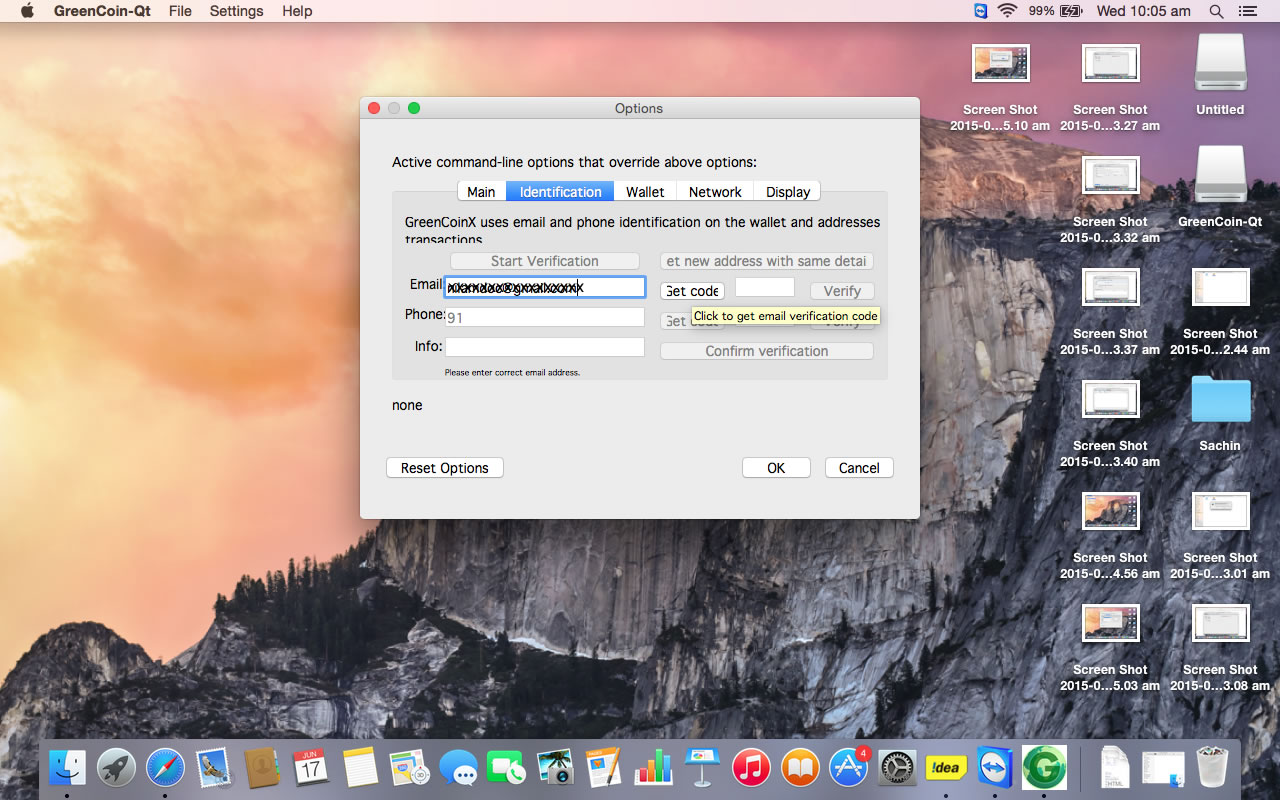 GreenCoin-Qt File Settings Help
99% Wed 10:05 am
Options
Active command-line options that override above options:
Main Identification Wallet Network Display
GreenCoinX uses email and phone identification on the wallet and addresses
transactions
Start Verification
et new address with same detai
Email:
Get code
Verify
Click to get email verification code
Phone:
91
Get
Verify
Info:
Confirm verification
Please enter correct email address.
none
Reset Options
OK
Cancel
Screen Shot
2015-0...5.10 am
Screen Shot
2015-0...3.27 am
Untitled
Screen Shot
2015-0...3.32 am
GreenCoin-Qt
Screen Shot
2015-0...3.37 am
Screen Shot
2015-0...2.44 am
Screen Shot
2015-0...3.40 am
Sachin
Screen Shot
2015-0...4.56 am
Screen Shot
2015-0...3.01 am
Screen Shot
2015-0...5.03 am
Screen Shot
2015-0...3.08 am
JUN
17
3D
PAGES
4
!dea
G
HTML